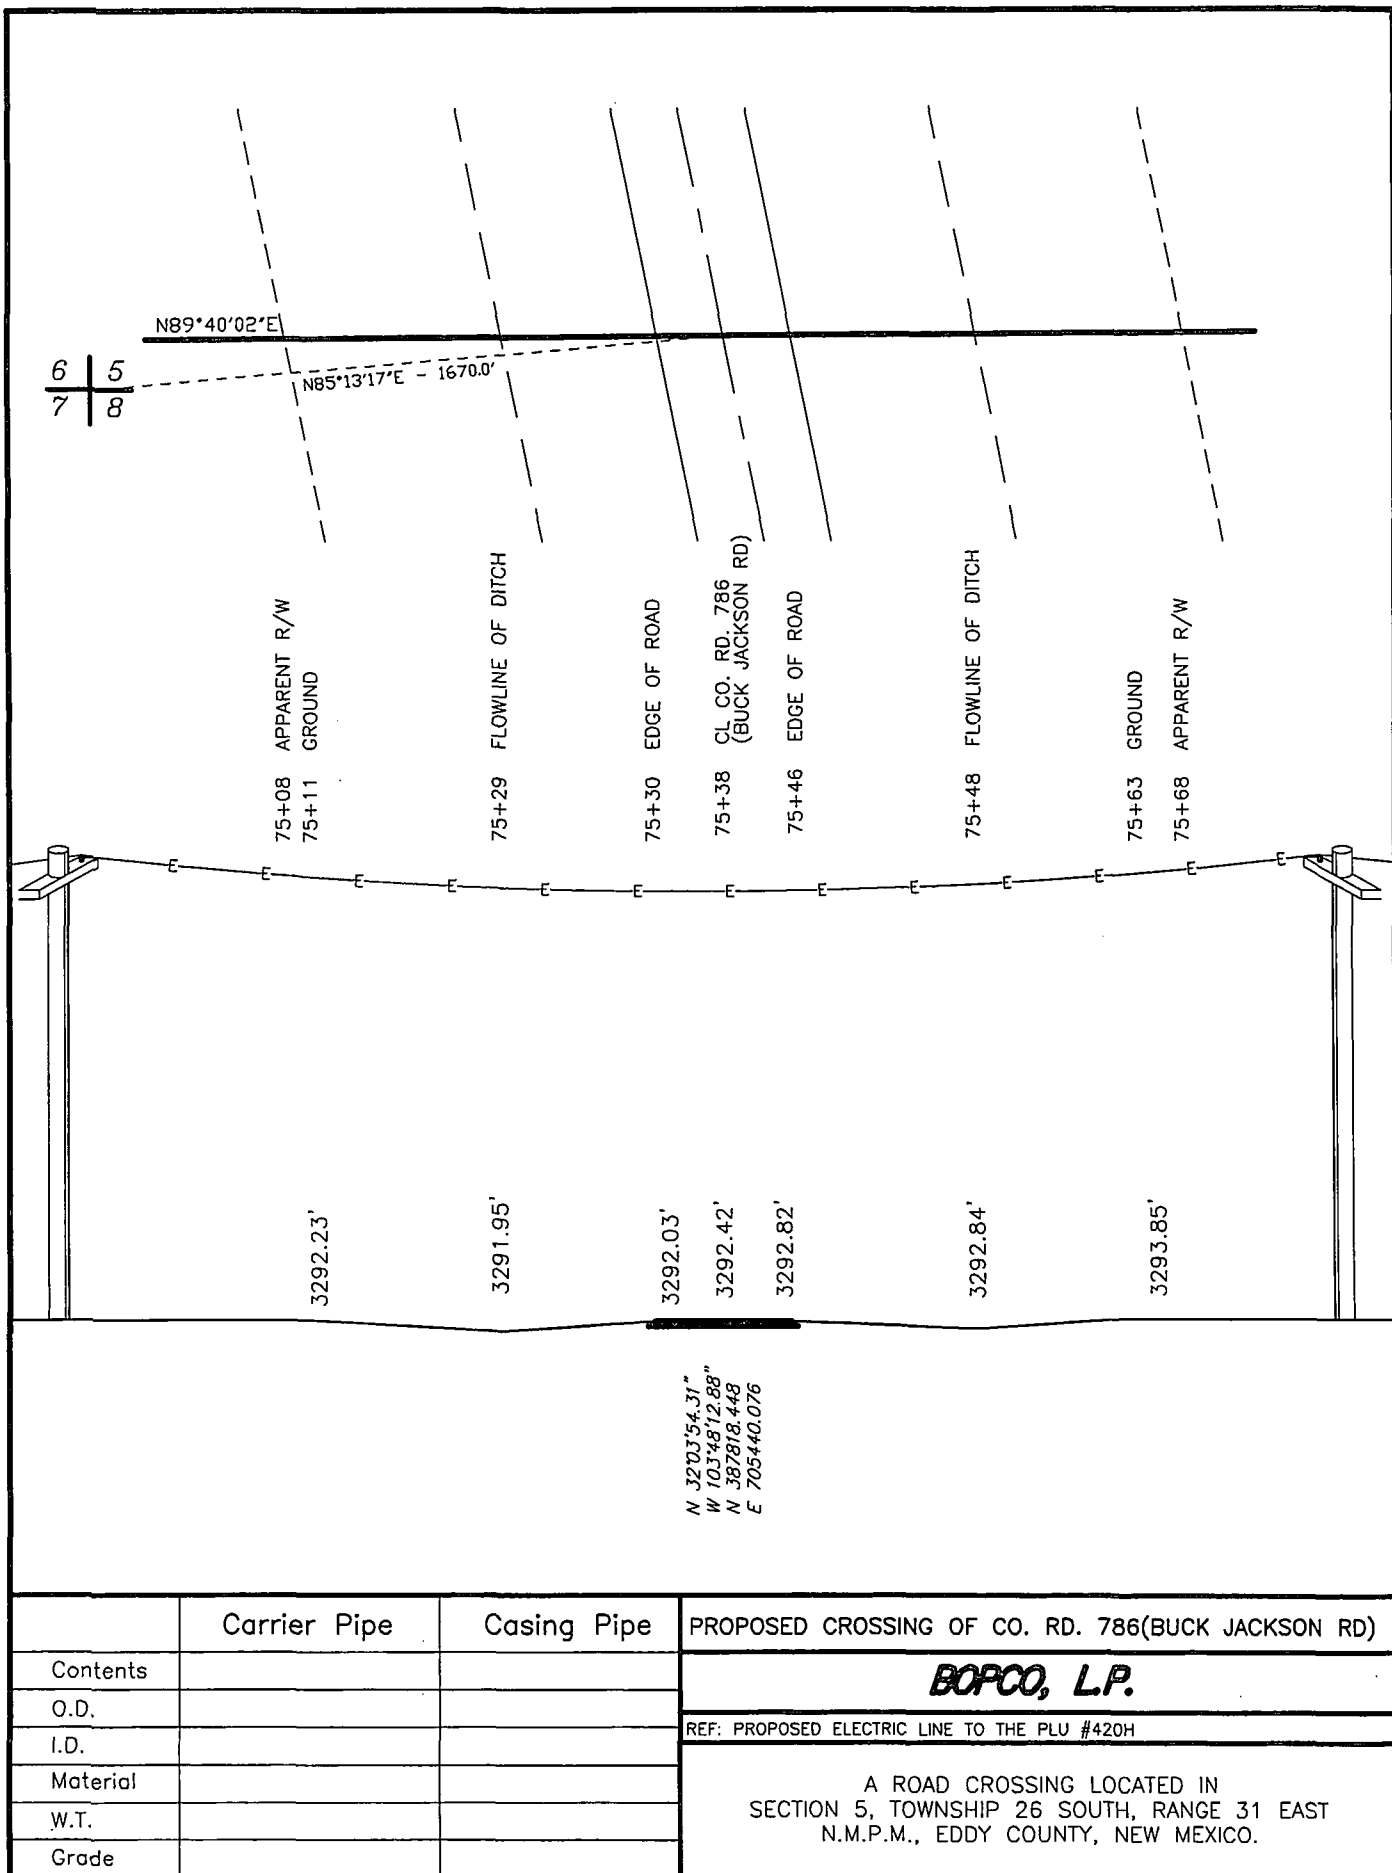 N89°40'02"E
N85°13'17"E - 1670.0'
6 5
7 8
75+08 APPARENT R/W
75+11 GROUND
75+29 FLOWLINE OF DITCH
75+30 EDGE OF ROAD
75+38 CL CO. RD. 786
(BUCK JACKSON RD)
75+46 EDGE OF ROAD
75+48 FLOWLINE OF DITCH
75+63 GROUND
75+68 APPARENT R/W
E E E E E E E E E E E E E
3292.23'
3291.95'
3292.03'
3292.42'
3292.82'
3292.84'
3293.85'
N 32°03'54.31"
W 103°48'12.88"
N 387818.448
E 705440.076
Carrier Pipe Casing Pipe
Contents
O.D.
I.D.
Material
W.T.
Grade
PROPOSED CROSSING OF CO. RD. 786(BUCK JACKSON RD)
BOPCO, L.P.
REF: PROPOSED ELECTRIC LINE TO THE PLU #420H
A ROAD CROSSING LOCATED IN
SECTION 5, TOWNSHIP 26 SOUTH, RANGE 31 EAST
N.M.P.M., EDDY COUNTY, NEW MEXICO.